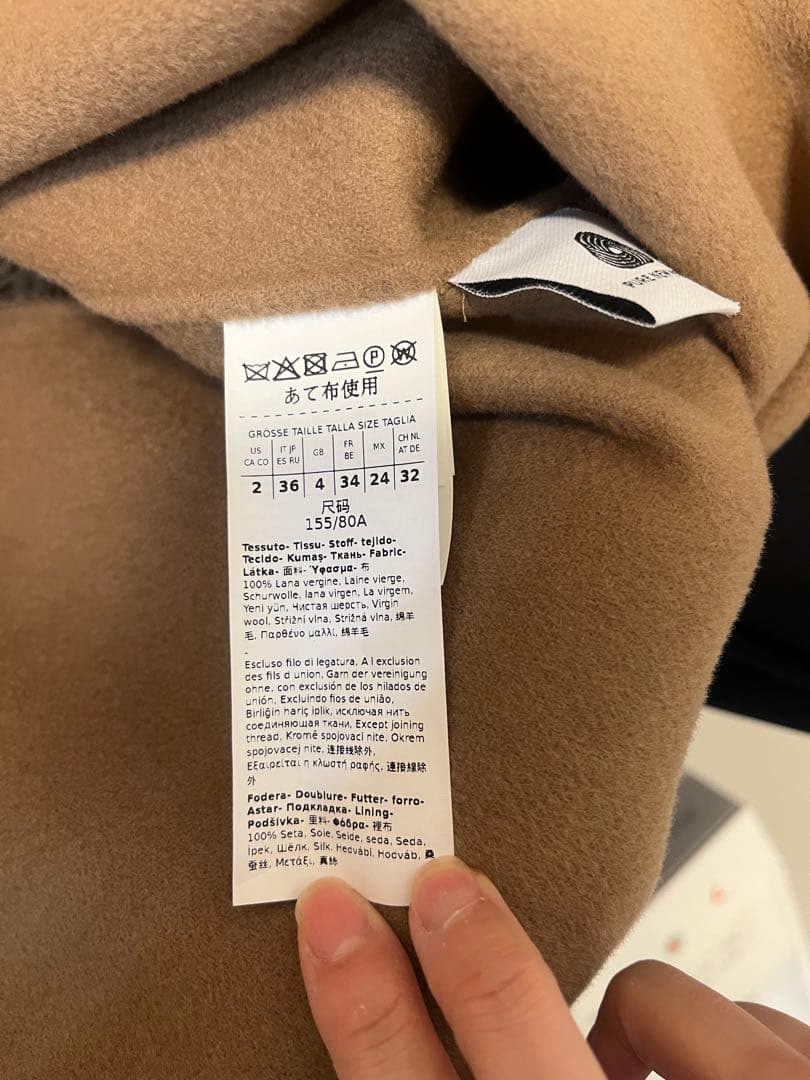 PURE NEW
P
W
あて布使用
GRÖSSE TAILLE TALLA SIZE TAGLIA
US IT JP GB FR MX CH NL
CA CO ES RU BE AT DE
2 36 4 34 24 32
尺码
155/80A
Tessuto- Tissu- Stoff- tejido-
Tecido- Kumaş- Ткань- Fabric-
Látka- 面料- Ύφασμα- 布
100% Lana vergine, Laine vierge,
Schurwolle, lana virgen, La virgem,
Yeni yün, Чистая шерсть, Virgin
wool, Střižní vlna, Strižná vlna, 绵羊
毛, Παρθένο μαλλί, 綿羊毛
-
Escluso filo di legatura, A l exclusion
des fils d union, Garn der vereinigung
ohne, con exclusión de los hilados de
unión, Excluindo fios de união,
Birliğin hariç iplik, исключая нить
соединяющая ткани, Except joining
thread, Kromě spojovací nite, Okrem
spojovacej nite, 连接线除外,
Εξαιρείται η κλωστή ραφής, 連接線除
外
Fodera- Doublure- Futter- forro-
Astar- Подкладка- Lining-
Podšívka- 里料- Φόδρα- 裡布
100% Seta, Soie, Seide, seda, Seda,
İpek, Шёлк, Silk, Hedvábí, Hodváb, 桑
蚕丝, Μετάξι, 真絲